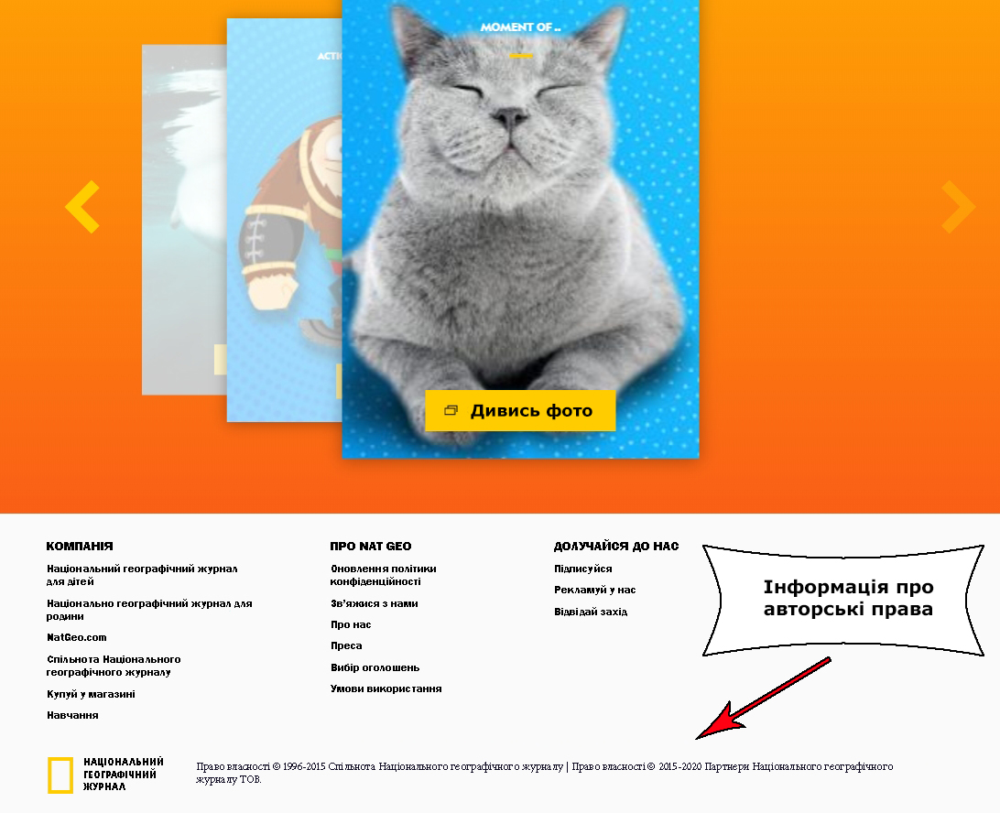 MOMENT OF ..
Дивись фото
КОМПАНІЯ
Національний географічний журнал
для дітей
Національно географічний журнал для
родини
NatGeo.com
Спільнота Національного
географічного журналу
Купуй у магазині
Навчання
ПРО NAT GEO
Оновлення політики
конфіденційності
Зв'яжися з нами
Про нас
Преса
Вибір оголошень
Умови використання
ДОЛУЧАЙСЯ ДО НАС
Підписуйся
Рекламуй у нас
Відвідай захід
Інформація про
авторські права
НАЦІОНАЛЬНИЙ
ГЕОГРАФІЧНИЙ
ЖУРНАЛ
Право власності © 1996-2015 Спільнота Національного географічного журналу | Право власності © 2015-2020 Партнери Національного географічного
журналу ТОВ.